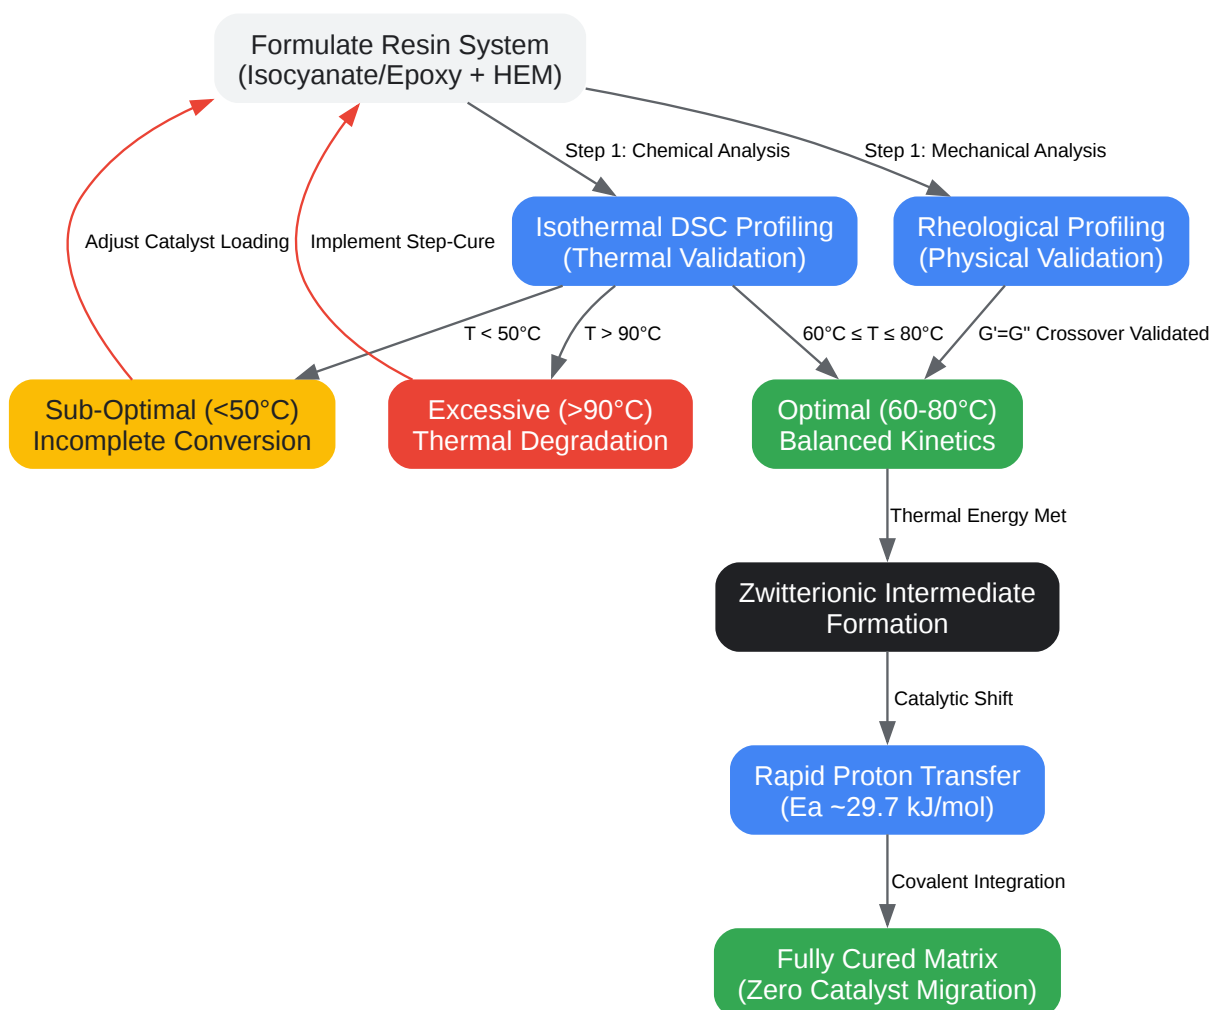 Formulate Resin System
(Isocyanate/Epoxy + HEM)
Step 1: Chemical Analysis
Step 1: Mechanical Analysis
Adjust Catalyst Loading
Implement Step-Cure
Isothermal DSC Profiling
(Thermal Validation)
Rheological Profiling
(Physical Validation)
T < 50°C
T > 90°C
60°C ≤ T ≤ 80°C
G'=G" Crossover Validated
Sub-Optimal (<50°C)
Incomplete Conversion
Excessive (>90°C)
Thermal Degradation
Optimal (60-80°C)
Balanced Kinetics
Thermal Energy Met
Zwitterionic Intermediate
Formation
Catalytic Shift
Rapid Proton Transfer
(Ea ~29.7 kJ/mol)
Covalent Integration
Fully Cured Matrix
(Zero Catalyst Migration)